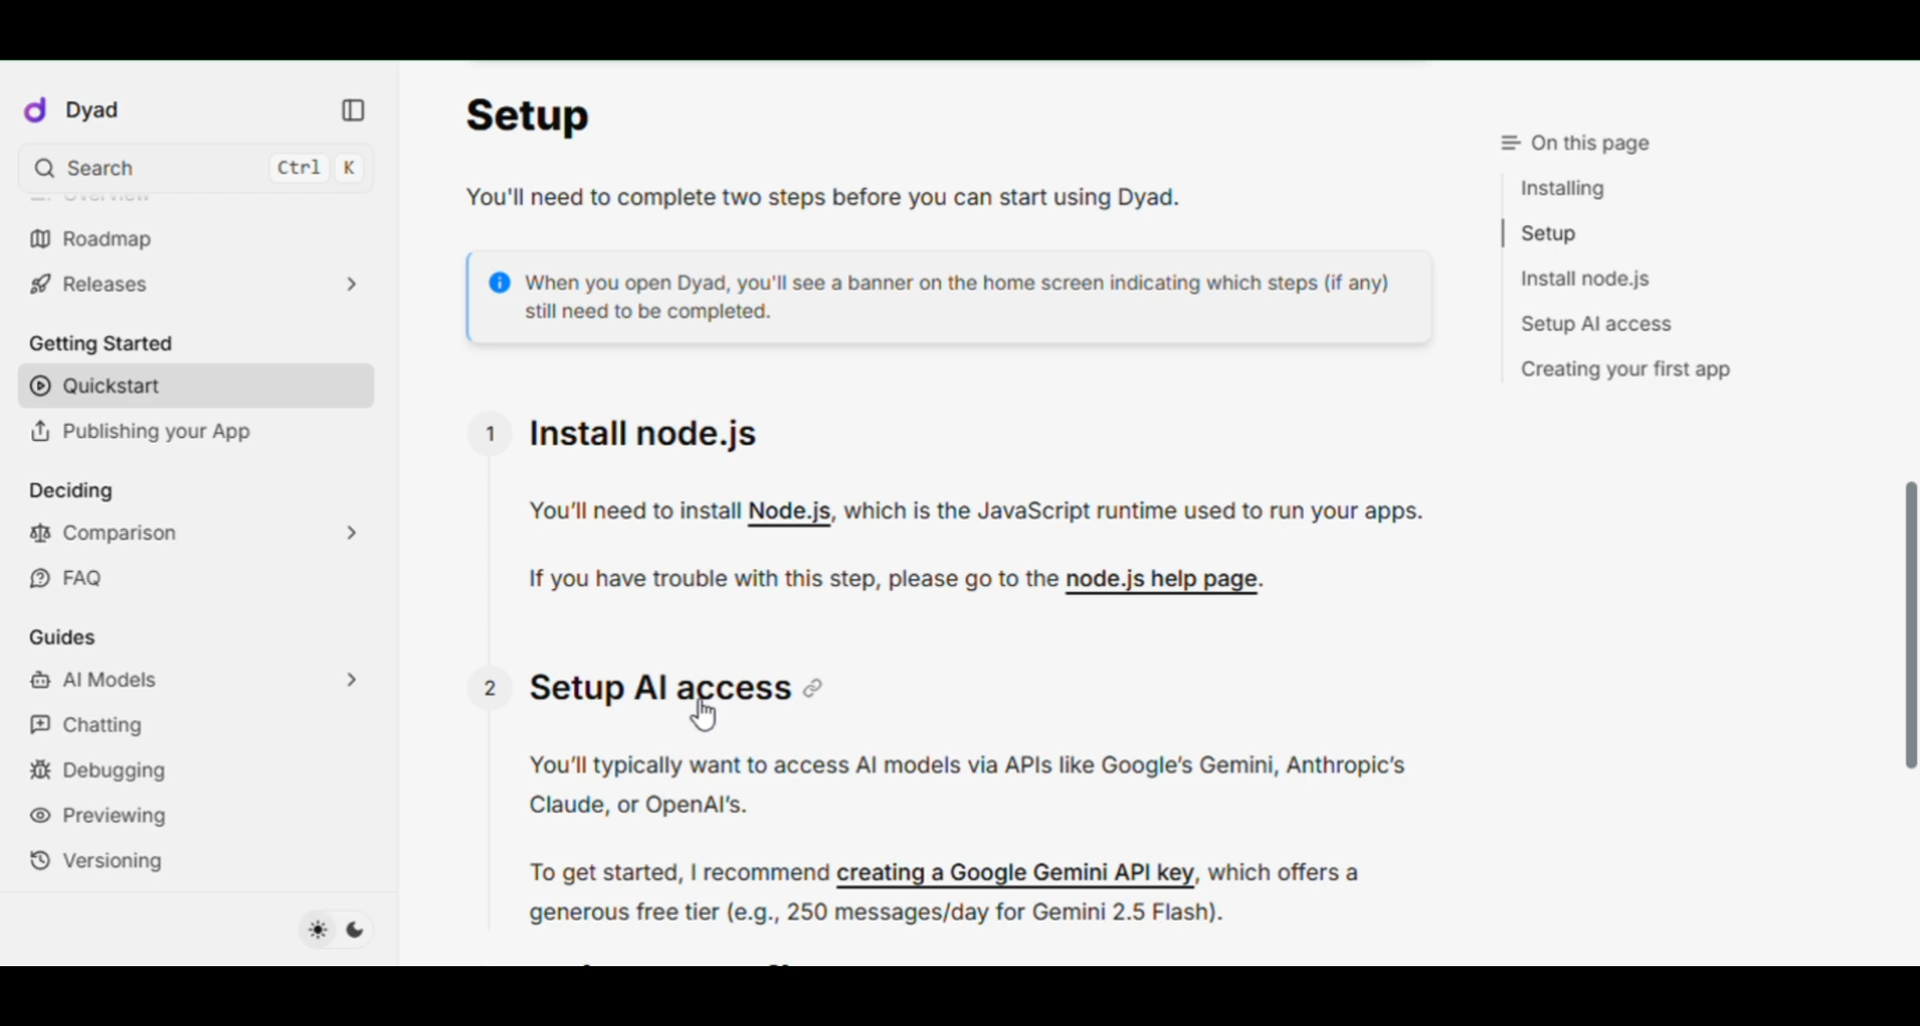 Dyad
Search
Ctrl K
Roadmap
Releases
Getting Started
Quickstart
Publishing your App
Deciding
Comparison
FAQ
Guides
AI Models
Chatting
Debugging
Previewing
Versioning
Setup
You'll need to complete two steps before you can start using Dyad.
When you open Dyad, you'll see a banner on the home screen indicating which steps (if any)
still need to be completed.
1 Install node.js
You’ll need to install Node.js, which is the JavaScript runtime used to run your apps.
If you have trouble with this step, please go to the node.js help page.
2 Setup AI access
You’ll typically want to access AI models via APIs like Google’s Gemini, Anthropic’s
Claude, or OpenAI’s.
To get started, I recommend creating a Google Gemini API key, which offers a
generous free tier (e.g., 250 messages/day for Gemini 2.5 Flash).
On this page
Installing
Setup
Install node.js
Setup AI access
Creating your first app